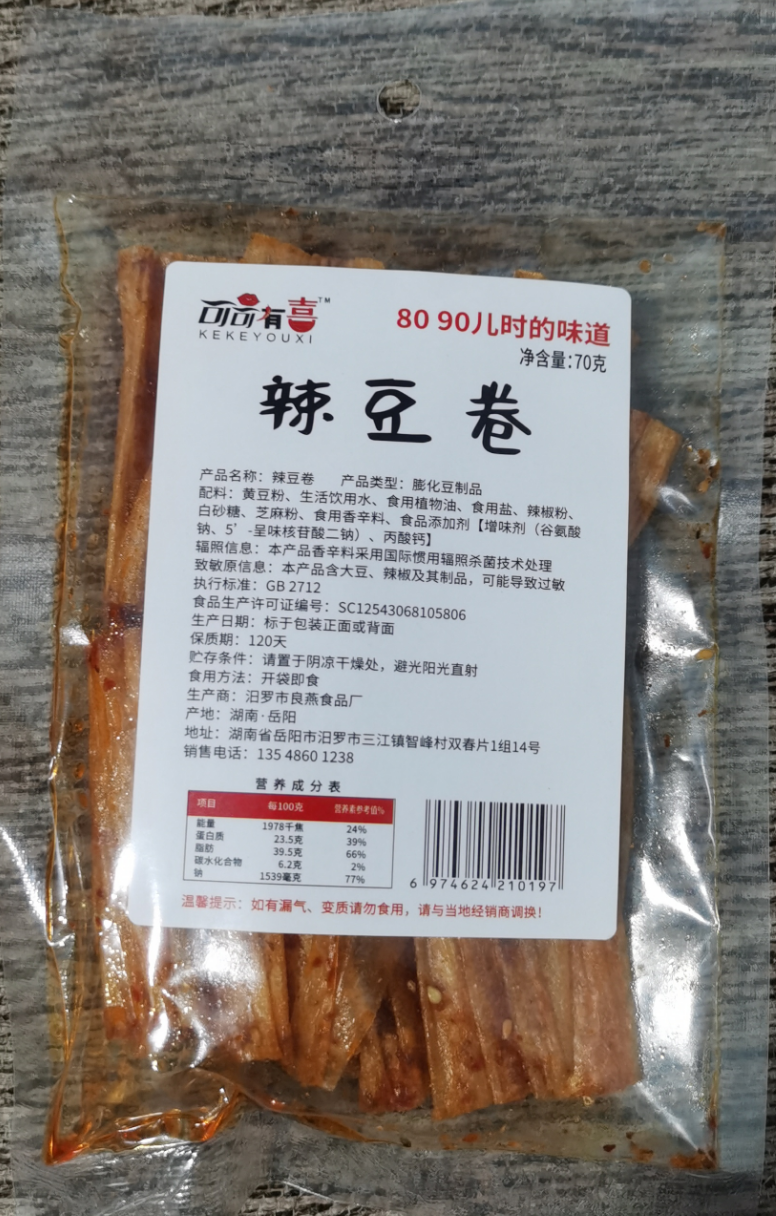 可可有喜™
KEKEYOUXI
80 90儿时的味道
净含量:70克
辣豆卷
产品名称：辣豆卷 产品类型：膨化豆制品
配料：黄豆粉、生活饮用水、食用植物油、食用盐、辣椒粉、
白砂糖、芝麻粉、食用香辛料、食品添加剂【增味剂（谷氨酸
钠、5’-呈味核苷酸二钠）、丙酸钙】
辐照信息：本产品香辛料采用国际惯用辐照杀菌技术处理
致敏原信息：本产品含大豆、辣椒及其制品，可能导致过敏
执行标准：GB 2712
食品生产许可证编号：SC12543068105806
生产日期：标于包装正面或背面
保质期：120天
贮存条件：请置于阴凉干燥处，避光阳光直射
食用方法：开袋即食
生产商：汨罗市良燕食品厂
产地：湖南·岳阳
地址：湖南省岳阳市汨罗市三江镇智峰村双春片1组14号
销售电话：135 4860 1238
营养成分表
项目 每100克 营养素参考值%
能量 1978千焦 24%
蛋白质 23.5克 39%
脂肪 39.5克 66%
碳水化合物 6.2克 2%
钠 1539毫克 77%
6 974624 210197
温馨提示：如有漏气、变质请勿食用，请与当地经销商调换！